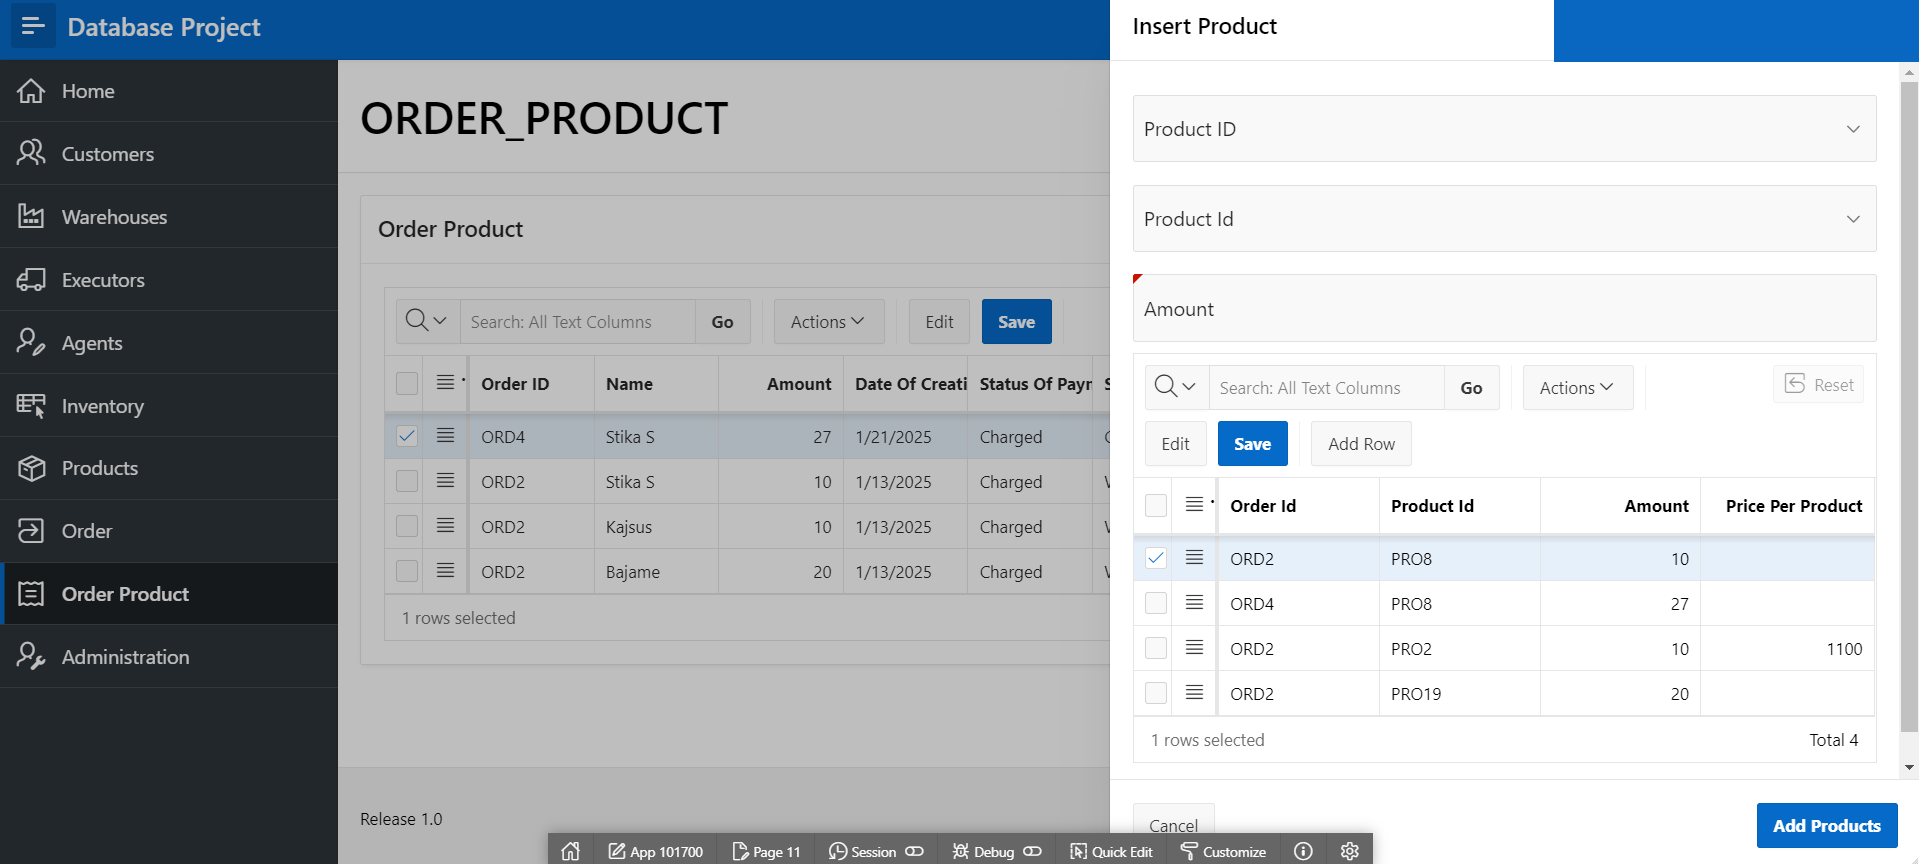 Database Project
Home
Customers
Warehouses
Executors
Agents
Inventory
Products
Order
Order Product
Administration
ORDER_PRODUCT
Order Product
Search: All Text Columns Go Actions Edit Save
Order ID Name Amount Date Of Creati Status Of Payr S
ORD4 Stika S 27 1/21/2025 Charged
ORD2 Stika S 10 1/13/2025 Charged
ORD2 Kajsus 10 1/13/2025 Charged
ORD2 Bajame 20 1/13/2025 Charged
1 rows selected
Release 1.0
Insert Product
Product ID
Product Id
Amount
Search: All Text Columns Go Actions Reset
Edit Save Add Row
Order Id Product Id Amount Price Per Product
ORD2 PRO8 10
ORD4 PRO8 27
ORD2 PRO2 10 1100
ORD2 PRO19 20
1 rows selected Total 4
Cancel Add Products
App 101700 Page 11 Session Debug Quick Edit Customize